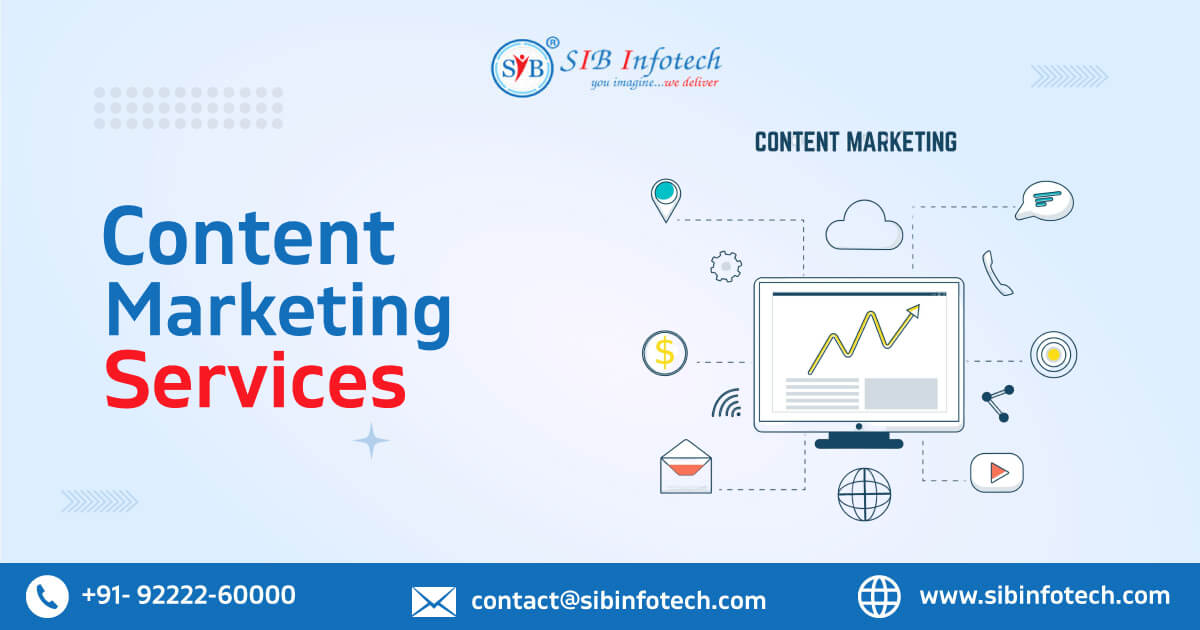 SYB ®
SIB Infotech
you imagine...we deliver
CONTENT MARKETING
Content
Marketing
Services
$
+91- 92222-60000
contact@sibinfotech.com
www.sibinfotech.com